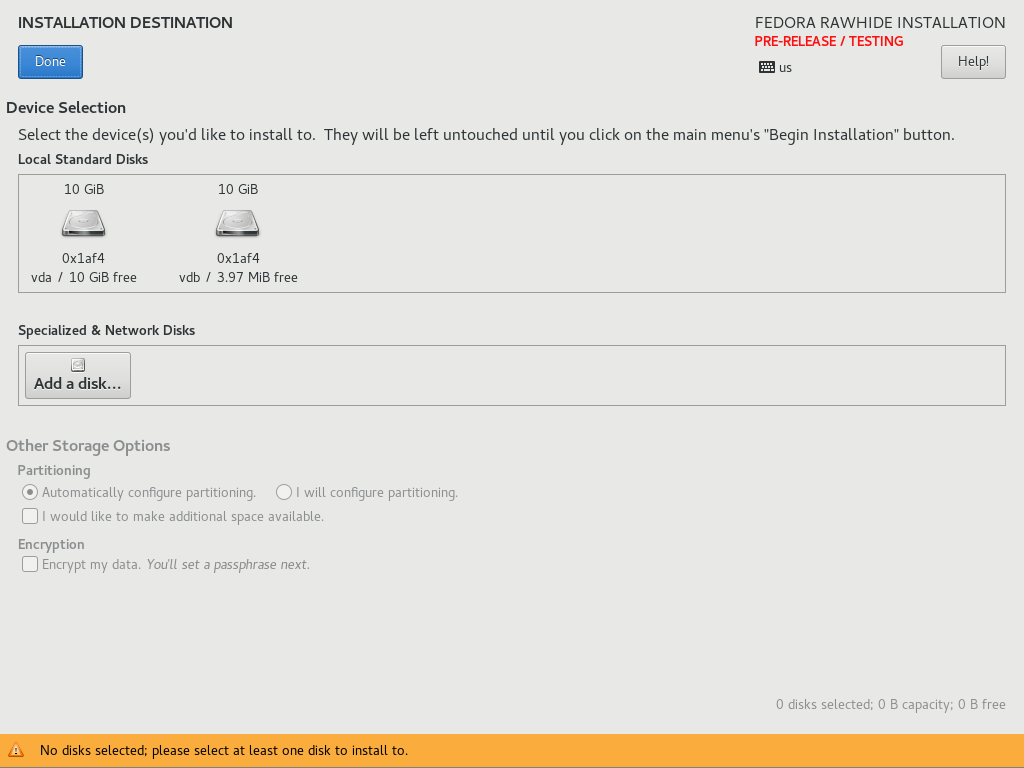 INSTALLATION DESTINATION
FEDORA RAWHIDE INSTALLATION
PRE-RELEASE / TESTING
Done
us
Help!
Device Selection
Select the device(s) you'd like to install to.  They will be left untouched until you click on the main menu's "Begin Installation" button.
Local Standard Disks
10 GiB
0x1af4
vda / 10 GiB free
10 GiB
0x1af4
vdb / 3.97 MiB free
Specialized & Network Disks
Add a disk...
Other Storage Options
Partitioning
Automatically configure partitioning. I will configure partitioning.
I would like to make additional space available.
Encryption
Encrypt my data. You'll set a passphrase next.
0 disks selected; 0 B capacity; 0 B free
No disks selected; please select at least one disk to install to.